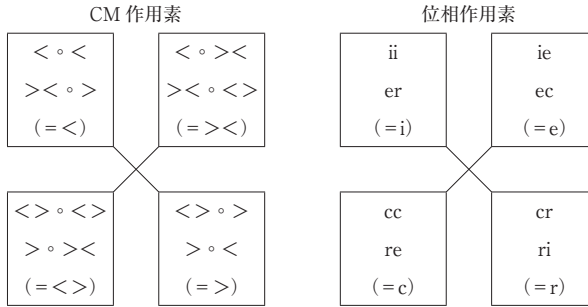 CM 作用素
＜∘＜
＞＜∘＞
(=＜)
＜∘＞＜
＞＜∘＜＞
(=＞＜)
＜＞∘＜＞
＞∘＞＜
(=＜＞)
＜＞∘＞
＞∘＜
(=＞)
位相作用素
ii
er
(=i)
ie
ec
(=e)
cc
re
(=c)
cr
ri
(=r)